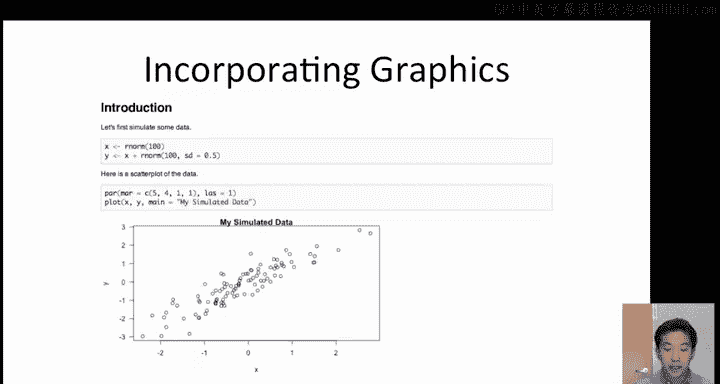 Incorporating Graphics
Introduction
Let's first simulate some data.
x <- rnorm(100)
y <- x + rnorm(100, sd = 0.5)
Here is a scatterplot of the data.
par(mar = c(5, 4, 1, 1), las = 1)
plot(x, y, main = "My Simulated Data")
My Simulated Data
3
2
1
0
-1
-2
-3
y
-2 -1 0 1 2
x